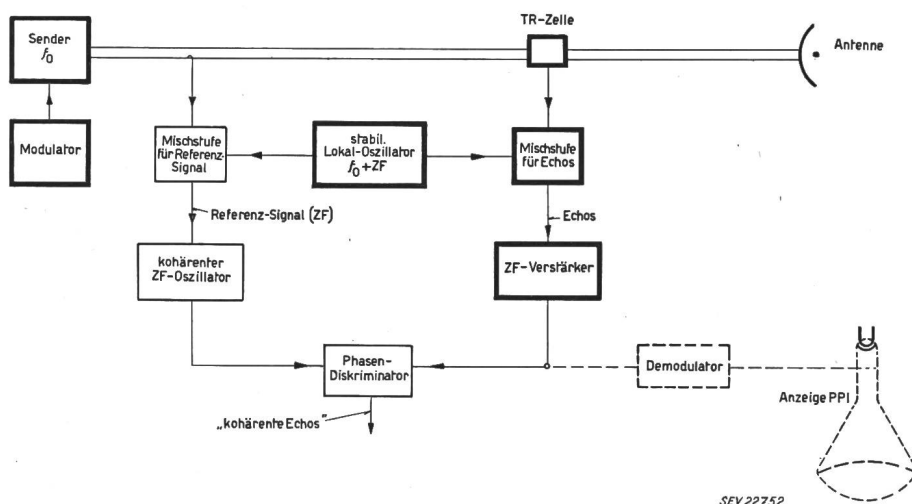 TR-Zelle
Sender
f0
Antenne
Modulator
Mischstufe
für Referenz-
Signal
stabil.
Lokal-Oszillator
f0+ZF
Mischstufe
für Echos
Referenz-Signal (ZF)
Echos
kohärenter
ZF-Oszillator
ZF-Verstärker
Phasen-
Diskriminator
Demodulator
Anzeige PPI
„kohärente Echos"
SEV 22752